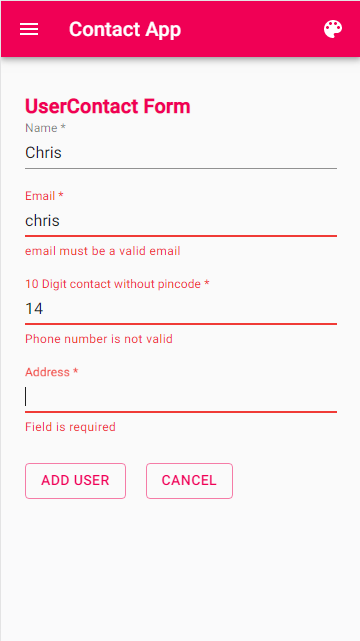 Contact App
UserContact Form
Name *
Chris
Email *
chris
email must be a valid email
10 Digit contact without pincode *
14
Phone number is not valid
Address *
Field is required
ADD USER CANCEL